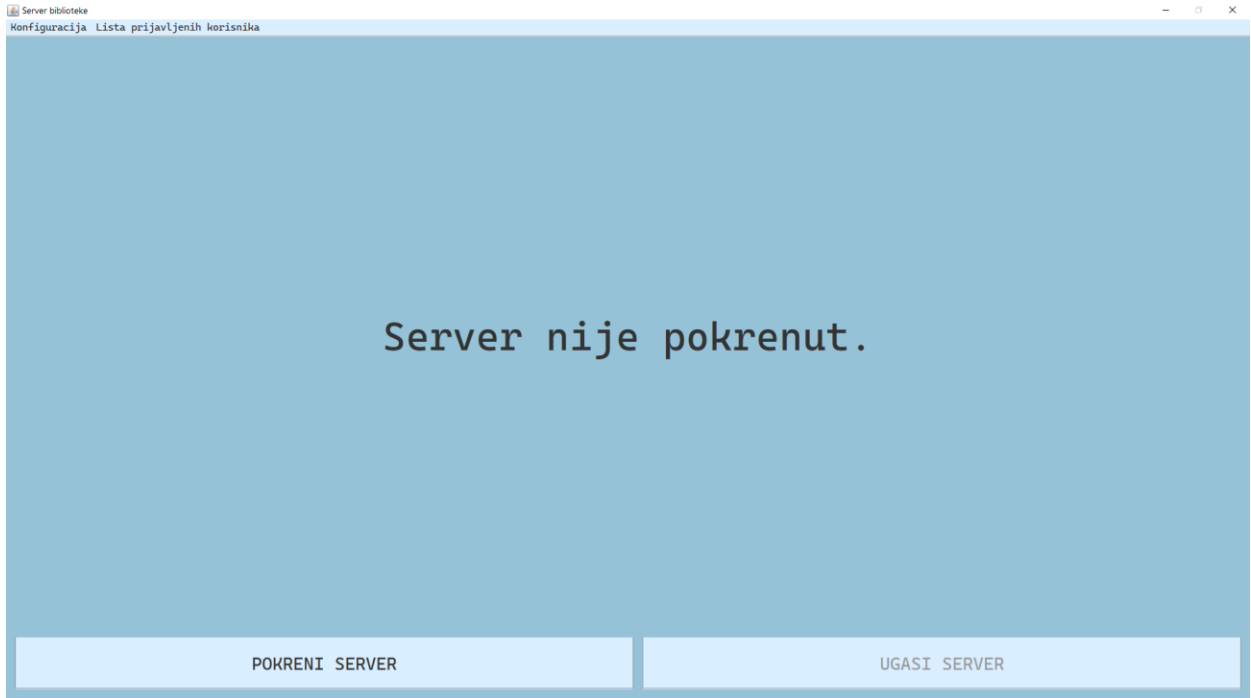 Server biblioteke
Konfiguracija Lista prijavljenih korisnika
Server nije pokrenut.
POKRENI SERVER UGASI SERVER